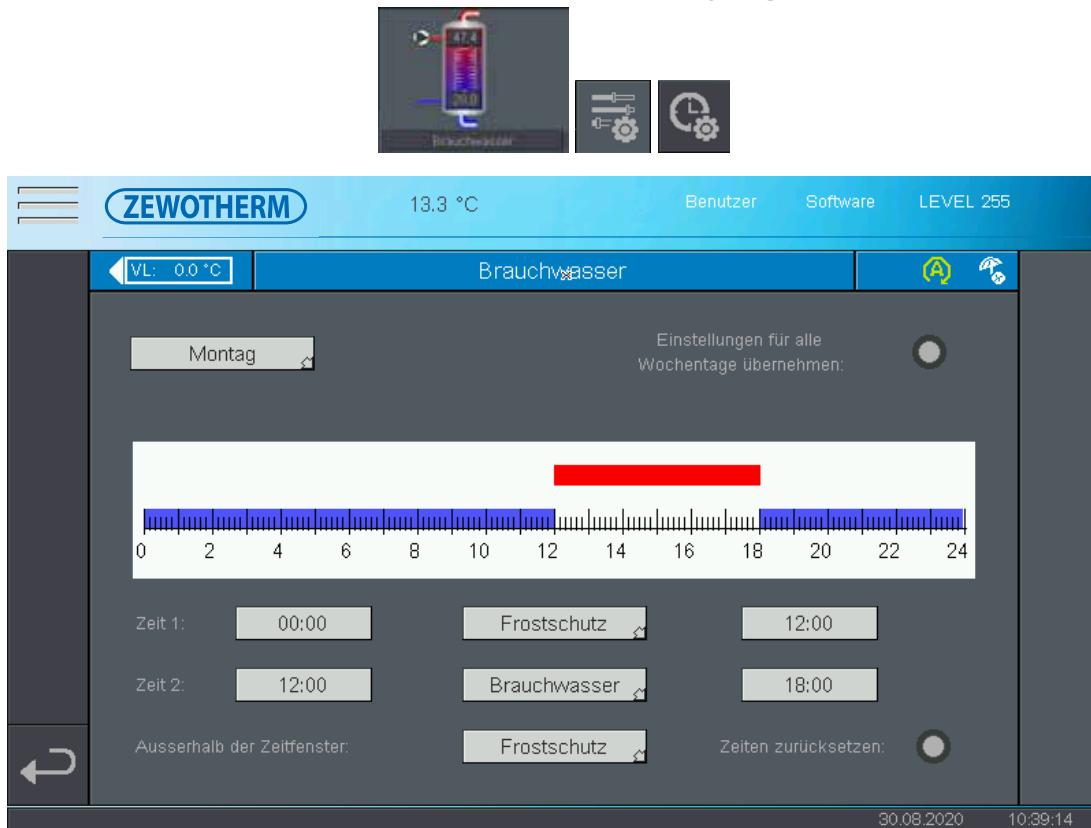 47,4
20,0
Brauchwasser
ZEWOTHERM
13.3 °C
Benutzer
Software
LEVEL 255
VL: 0.0 °C
Brauchwasser
A
Montag
Einstellungen für alle
Wochentage übernehmen:
0 2 4 6 8 10 12 14 16 18 20 22 24
Zeit 1: 00:00 Frostschutz 12:00
Zeit 2: 12:00 Brauchwasser 18:00
Ausserhalb der Zeitfenster: Frostschutz Zeiten zurücksetzen:
30.08.2020 10:39:14